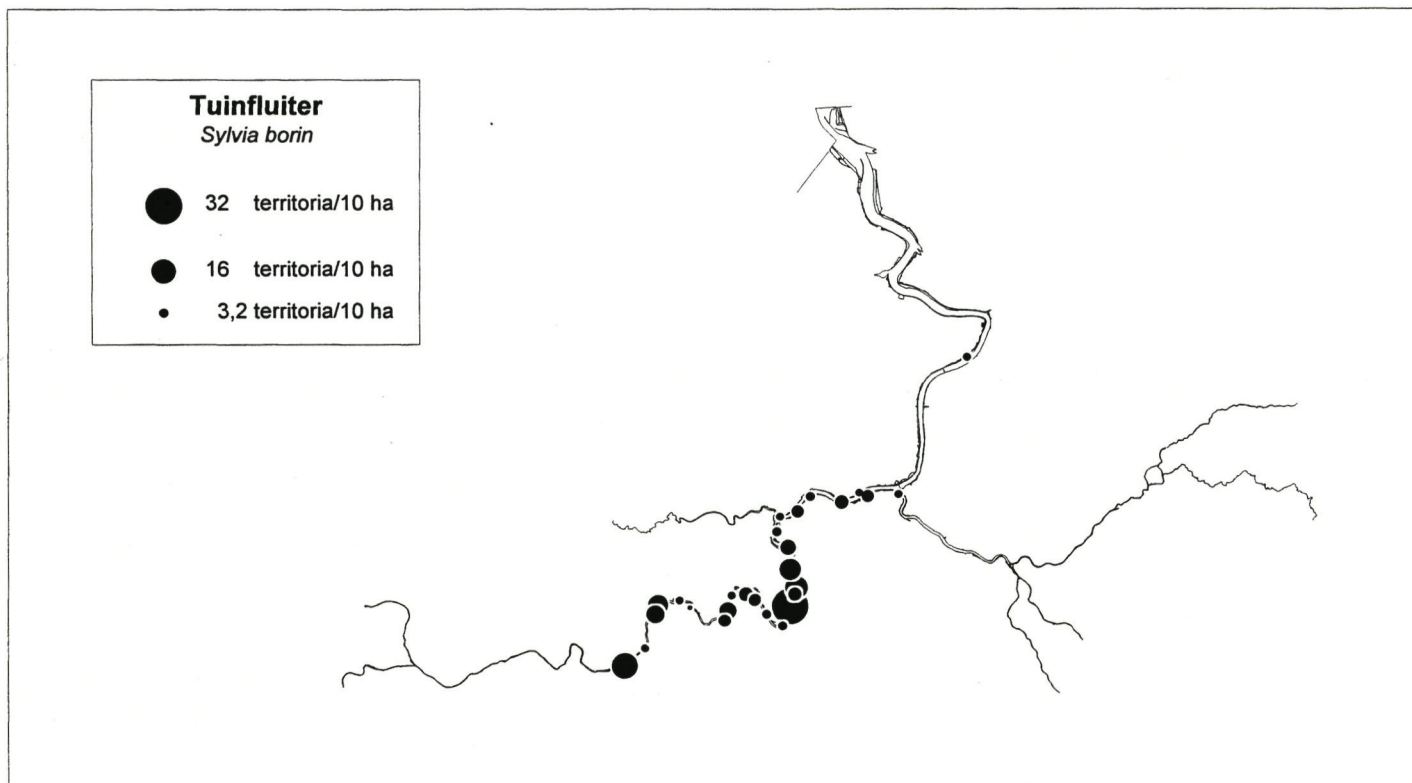 Tuinfluiter
Sylvia borin
32 territoria/10 ha
16 territoria/10 ha
3,2 territoria/10 ha